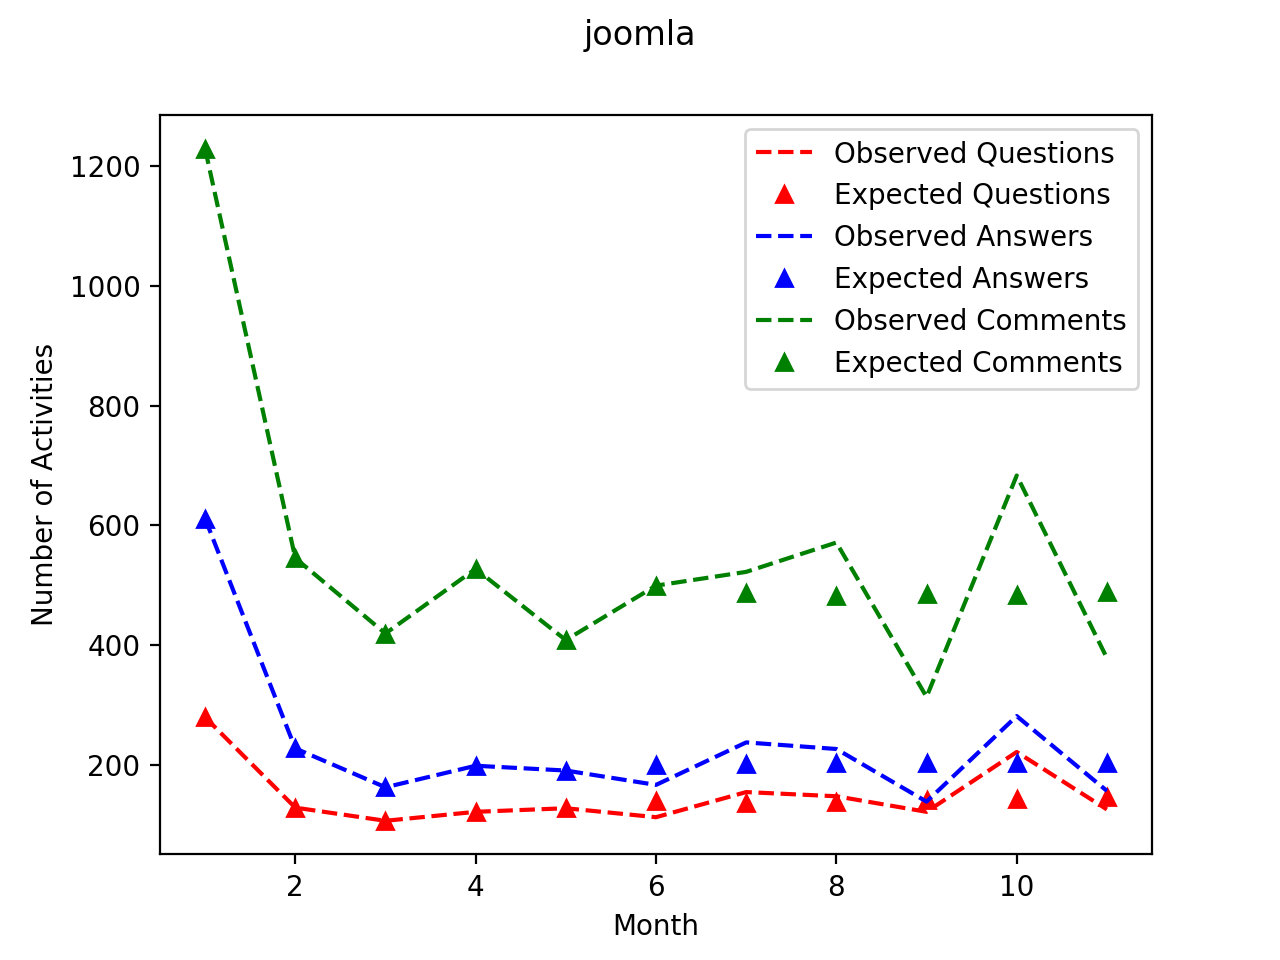 joomla
1200
1000
800
600
400
200
Number of Activities
Observed Questions
Expected Questions
Observed Answers
Expected Answers
Observed Comments
Expected Comments
2 4 6 8 10
Month